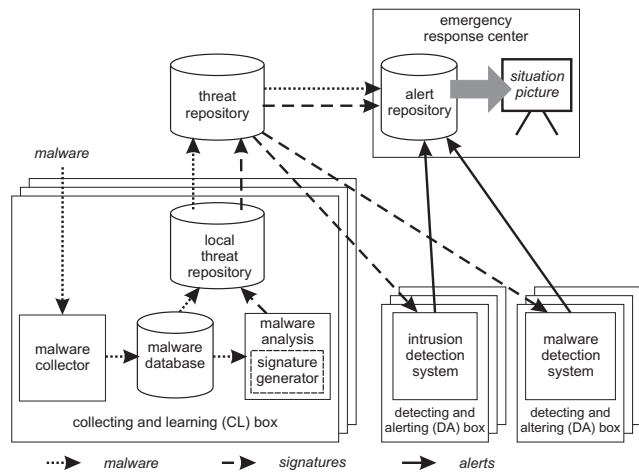 emergency
response center
threat
repository
alert
repository
situation
picture
malware
local
threat
repository
malware
collector
malware
database
malware
analysis
signature
generator
collecting and learning (CL) box
intrusion
detection
system
detecting and
alerting (DA) box
malware
detection
system
detecting and
altering (DA) box
malware
signatures
alerts